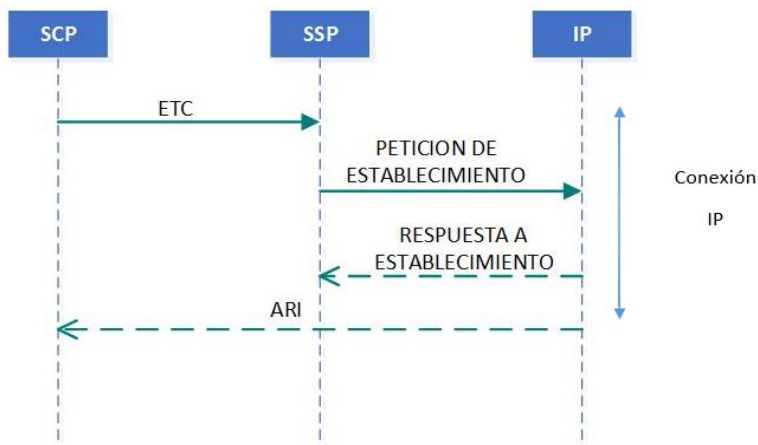 SCP
SSP
IP
ETC
PETICION DE
ESTABLECIMIENTO
Conexión
IP
RESPUESTA A
ESTABLECIMIENTO
ARI